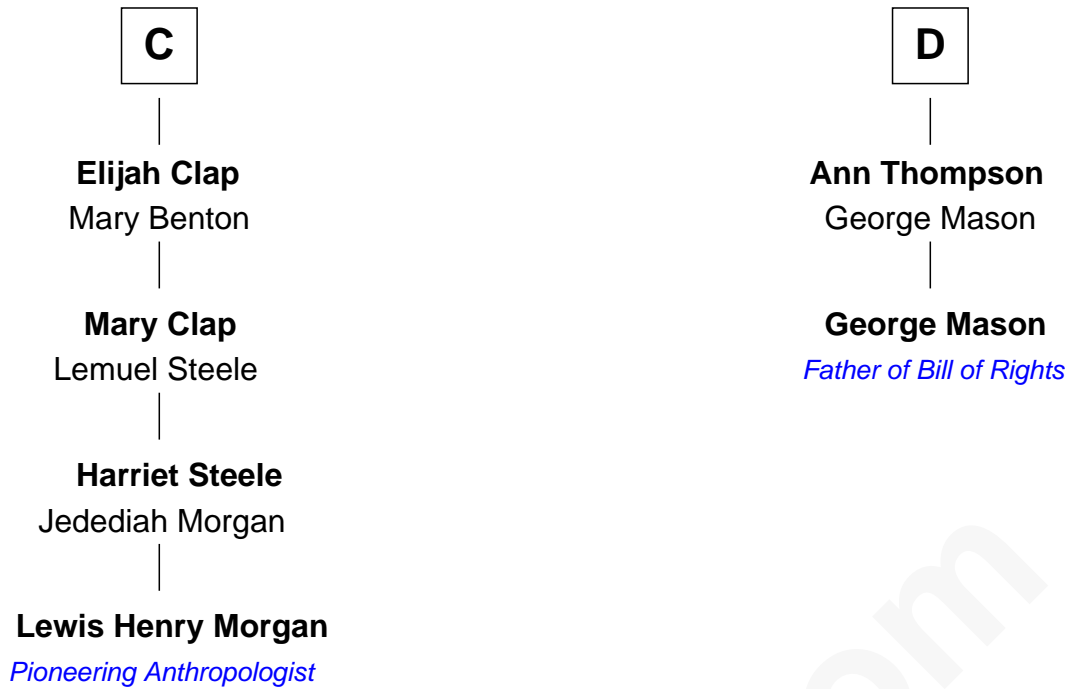 C
Elijah Clap
Mary Benton
Mary Clap
Lemuel Steele
Harriet Steele
Jedediah Morgan
Lewis Henry Morgan
Pioneering Anthropologist
D
Ann Thompson
George Mason
George Mason
Father of Bill of Rights
om